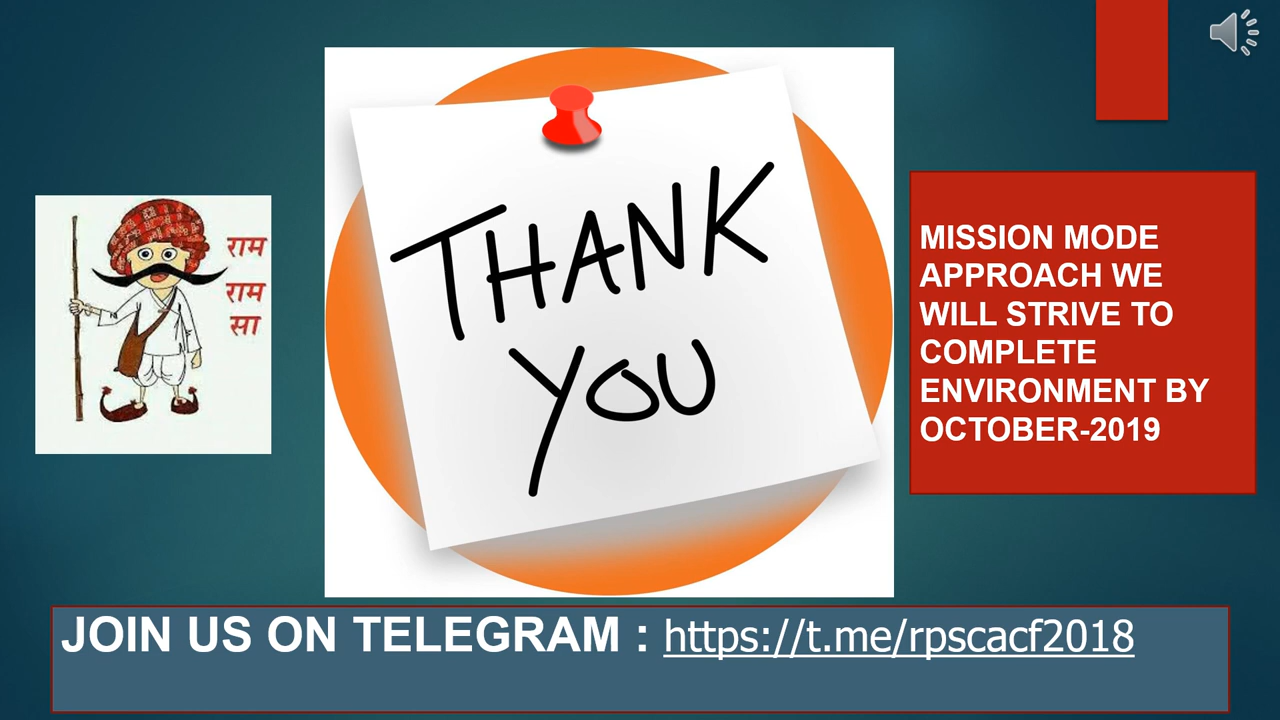 राम
राम
सा
THANK
YOU
MISSION MODE
APPROACH WE
WILL STRIVE TO
COMPLETE
ENVIRONMENT BY
OCTOBER-2019
JOIN US ON TELEGRAM : https://t.me/rpscacf2018